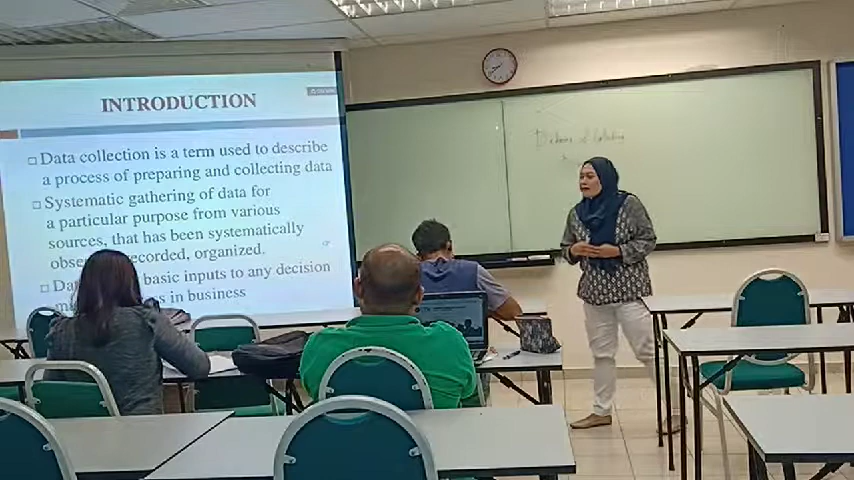 INTRODUCTION
Data collection is a term used to describe
a process of preparing and collecting data
Systematic gathering of data for
a particular purpose from various
sources, that has been systematically
recorded, organized.
basic inputs to any decision
in business